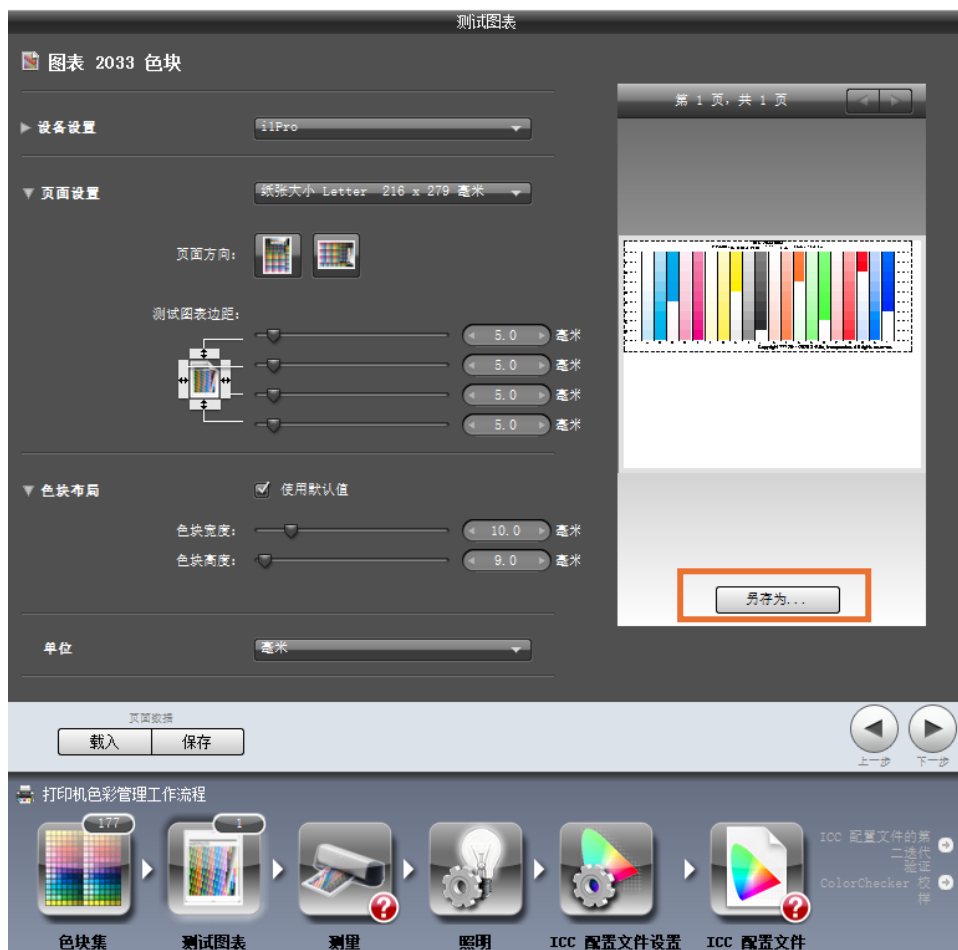 测试图表
图表 2033 色块
第 1 页，共 1 页
设备设置
i1Pro
页面设置
纸张大小 Letter 216 x 279 毫米
页面方向:
测试图表边距:
5.0 毫米
5.0 毫米
5.0 毫米
5.0 毫米
色块布局
使用默认值
色块宽度:
10.0 毫米
色块高度:
9.0 毫米
另存为...
单位
毫米
页面数据
载入
保存
上一步
下一步
打印机色彩管理工作流程
177
1
色块集
测试图表
测量
照明
ICC 配置文件设置
ICC 配置文件
ICC 配置文件的第
二迭代
验证
ColorChecker 校
样